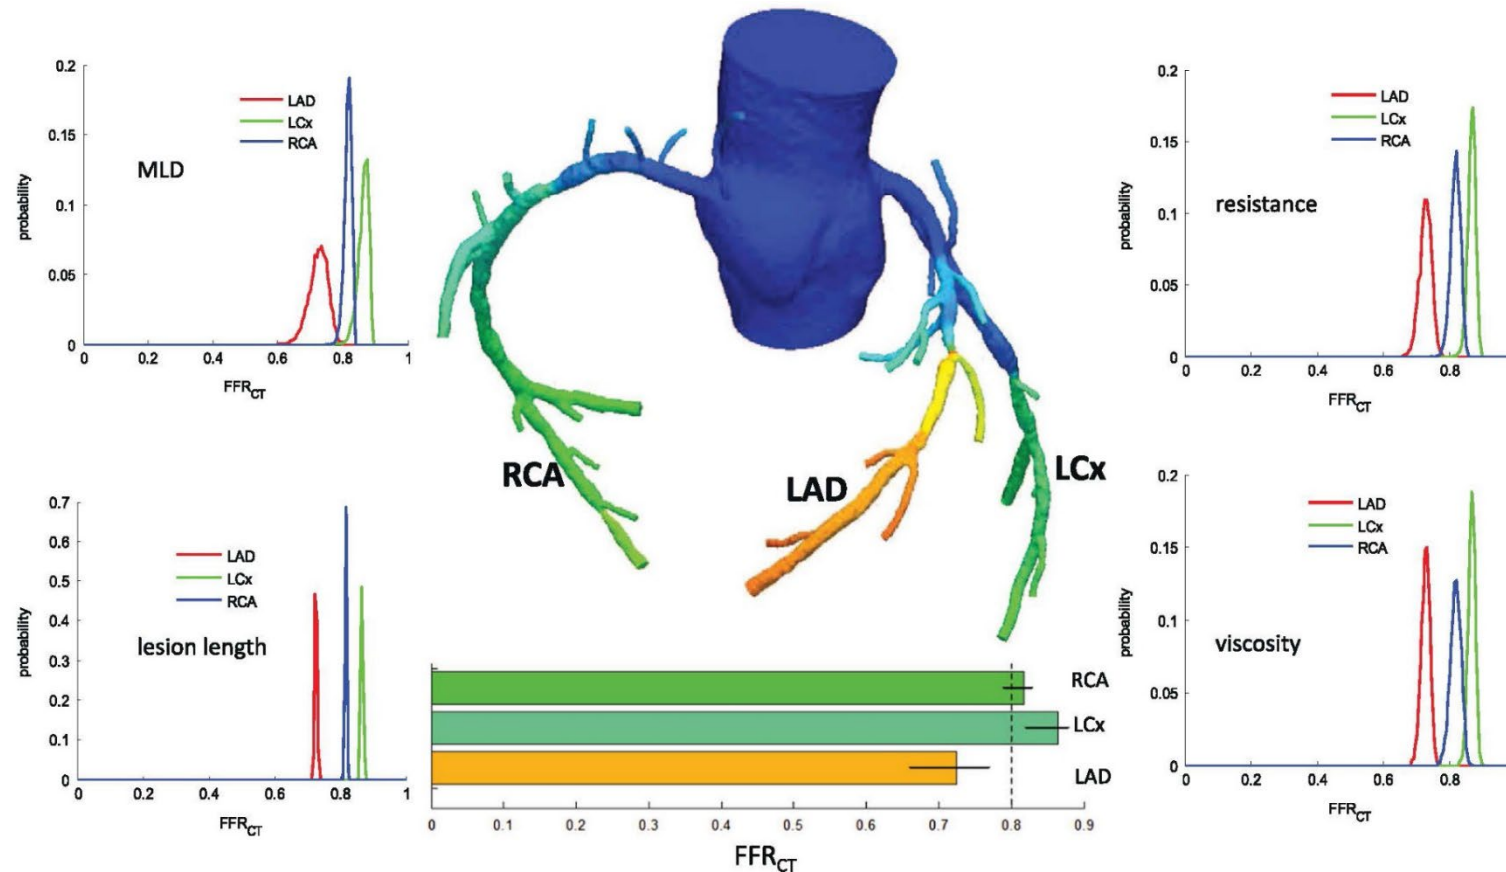 0.2
LAD
LCx
0.15
RCA
MLD
probability
0.1
0.05
0
0
0.2
0.4
0.6
0.8
1
FFRCT
0.7
0.6
LAD
0.5
LCx
RCA
0.4
probability
lesion length
0.3
0.2
0.1
0
0
0.2
0.4
0.6
0.8
1
FFRCT
RCA
LAD
LCx
RCA
LCx
LAD
0
0.1
0.2
0.3
0.4
0.5
0.6
0.7
0.8
0.9
FFRCT
0.2
LAD
LCx
0.15
RCA
probability
resistance
0.1
0.05
0
0
0.2
0.4
0.6
0.8
FFRCT
0.2
LAD
LCx
0.15
RCA
probability
0.1
viscosity
0.05
0
0
0.2
0.4
0.6
0.8
FFRCT